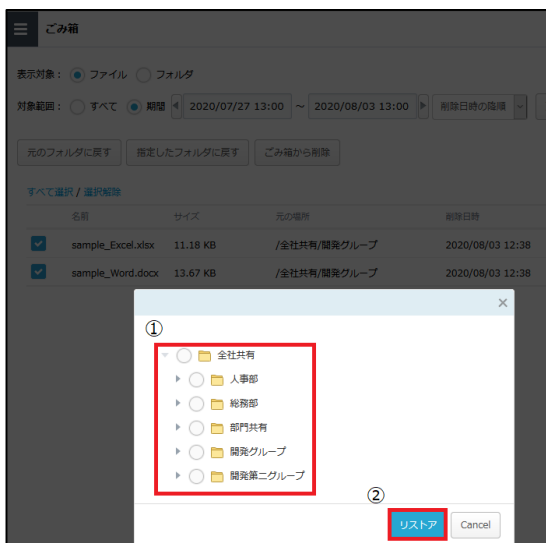 ごみ箱
表示対象： ファイル フォルダ
対象範囲： すべて 期間 2020/07/27 13:00 ~ 2020/08/03 13:00 削除日時の降順
元のフォルダに戻す 指定したフォルダに戻す ごみ箱から削除
すべて選択 / 選択解除
名前 サイズ 元の場所 削除日時
sample_Excel.xlsx 11.18 KB /全社共有/開発グループ 2020/08/03 12:38
sample_Word.docx 13.67 KB /全社共有/開発グループ 2020/08/03 12:38
①
全社共有
人事部
総務部
部門共有
開発グループ
開発第二グループ
②
リストア Cancel